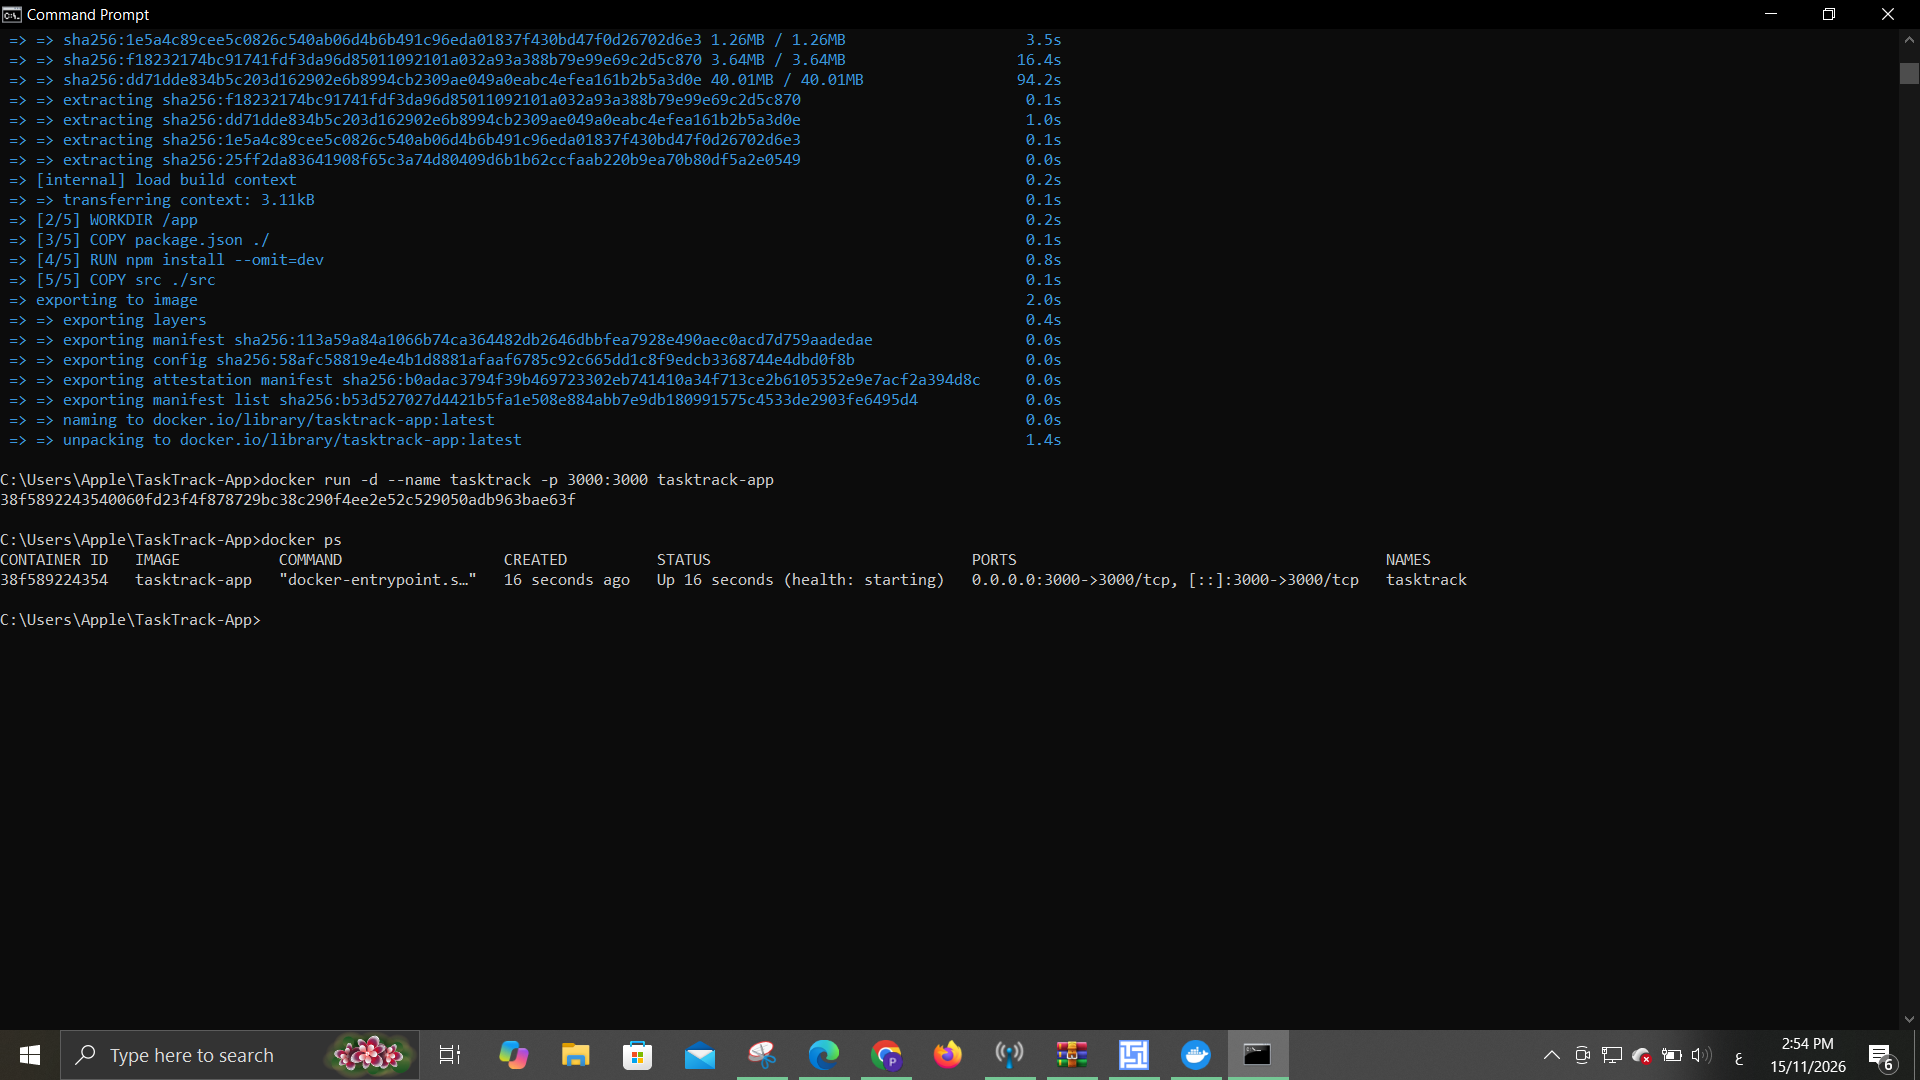 Command Prompt
=> => sha256:1e5a4c89cee5c0826c540ab06d4b6b491c96eda01837f430bd47f0d26702d6e3 1.26MB / 1.26MB 3.5s
=> => sha256:f18232174bc91741fdf3da96d85011092101a032a93a388b79e99e69c2d5c870 3.64MB / 3.64MB 16.4s
=> => sha256:dd71dde834b5c203d162902e6b8994cb2309ae049a0eabc4efea161b2b5a3d0e 40.01MB / 40.01MB 94.2s
=> => extracting sha256:f18232174bc91741fdf3da96d85011092101a032a93a388b79e99e69c2d5c870 0.1s
=> => extracting sha256:dd71dde834b5c203d162902e6b8994cb2309ae049a0eabc4efea161b2b5a3d0e 1.0s
=> => extracting sha256:1e5a4c89cee5c0826c540ab06d4b6b491c96eda01837f430bd47f0d26702d6e3 0.1s
=> => extracting sha256:25ff2da83641908f65c3a74d80409d6b1b62ccfaab220b9ea70b80df5a2e0549 0.0s
=> [internal] load build context 0.2s
=> => transferring context: 3.11kB 0.1s
=> [2/5] WORKDIR /app 0.2s
=> [3/5] COPY package.json ./ 0.1s
=> [4/5] RUN npm install --omit=dev 0.8s
=> [5/5] COPY src ./src 0.1s
=> exporting to image 2.0s
=> => exporting layers 0.4s
=> => exporting manifest sha256:113a59a84a1066b74ca364482db2646dbbfea7928e490aec0acd7d759aadedae 0.0s
=> => exporting config sha256:58afc58819e4e4b1d8881afaaf6785c92c665dd1c8f9edcb3368744e4dbd0f8b 0.0s
=> => exporting attestation manifest sha256:b0adac3794f39b469723302eb741410a34f713ce2b6105352e9e7acf2a394d8c 0.0s
=> => exporting manifest list sha256:b53d527027d4421b5fa1e508e884abb7e9db180991575c4533de2903fe6495d4 0.0s
=> => naming to docker.io/library/tasktrack-app:latest 0.0s
=> => unpacking to docker.io/library/tasktrack-app:latest 1.4s
C:\Users\Apple\TaskTrack-App>docker run -d --name tasktrack -p 3000:3000 tasktrack-app
38f5892243540060fd23f4f878729bc38c290f4ee2e52c529050adb963bae63f
C:\Users\Apple\TaskTrack-App>docker ps
CONTAINER ID IMAGE COMMAND CREATED STATUS PORTS NAMES
38f589224354 tasktrack-app "docker-entrypoint.s…" 16 seconds ago Up 16 seconds (health: starting) 0.0.0.0:3000->3000/tcp, [::]:3000->3000/tcp tasktrack
C:\Users\Apple\TaskTrack-App>
Type here to search
ع
2:54 PM
15/11/2026
6